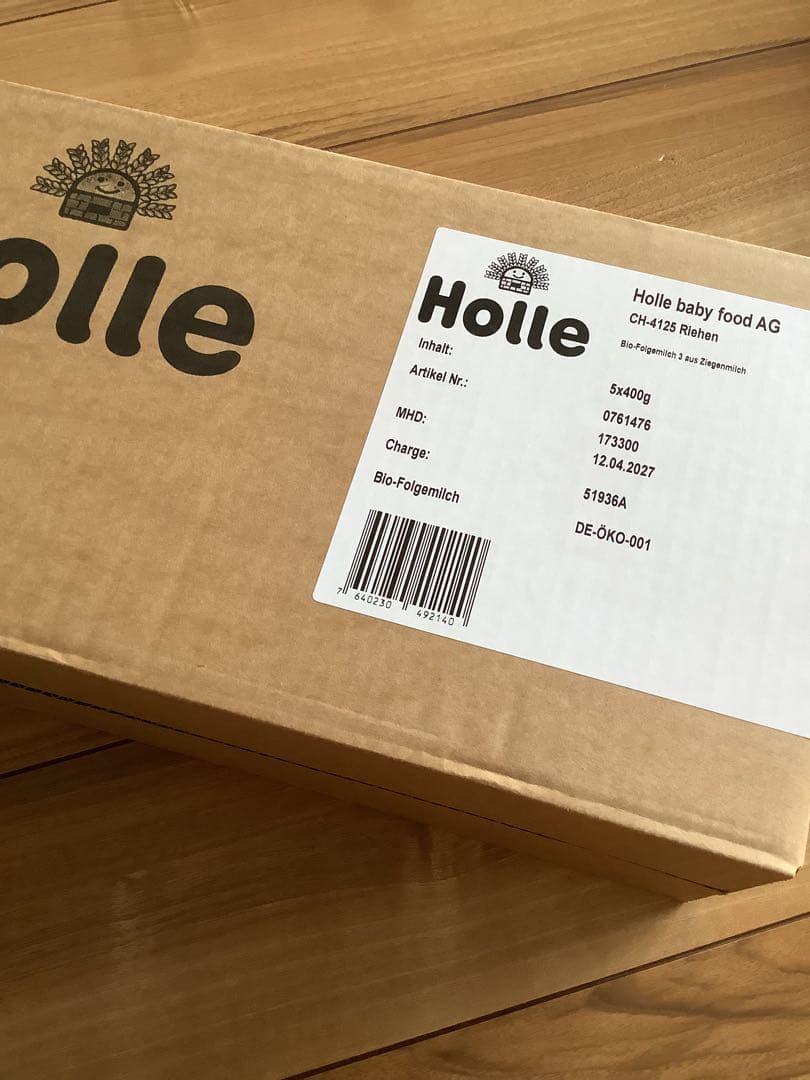 olle
Holle
Holle baby food AG
CH-4125 Riehen
Bio-Folgemilch 3 aus Ziegenmilch
Inhalt:
5x400g
Artikel Nr.:
0761476
173300
MHD:
12.04.2027
Charge:
51936A
Bio-Folgemilch
DE-ÖKO-001
7 640230 492140